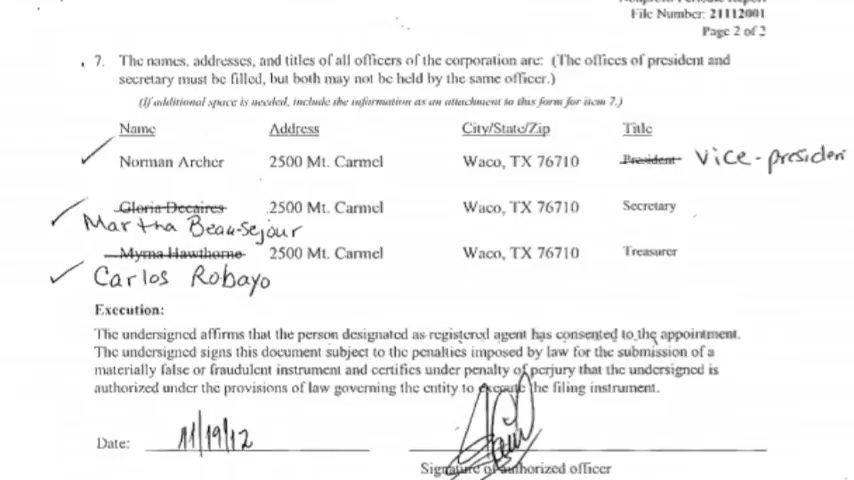 File Number: 21112001
Page 2 of 2
7. The names, addresses, and titles of all officers of the corporation are: (The offices of president and
secretary must be filled, but both may not be held by the same officer.)
(If additional space is needed, include the information as an attachment to this form for item 7.)
Name Address City/State/Zip Title
Norman Archer 2500 Mt. Carmel Waco, TX 76710 President Vice-presiden
Gloria Decaires 2500 Mt. Carmel Waco, TX 76710 Secretary
Martha Beau-sejour
Myrna Hawthorne 2500 Mt. Carmel Waco, TX 76710 Treasurer
Carlos Robayo
Execution:
The undersigned affirms that the person designated as registered agent has consented to the appointment.
The undersigned signs this document subject to the penalties imposed by law for the submission of a
materially false or fraudulent instrument and certifies under penalty of perjury that the undersigned is
authorized under the provisions of law governing the entity to execute the filing instrument.
Date: 11/19/12
Signature of authorized officer